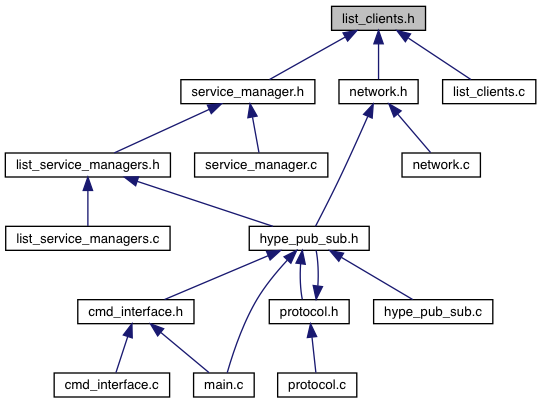 list_clients.h
service_manager.h
network.h
list_clients.c
list_service_managers.h
service_manager.c
network.c
list_service_managers.c
hype_pub_sub.h
cmd_interface.h
protocol.h
hype_pub_sub.c
cmd_interface.c
main.c
protocol.c